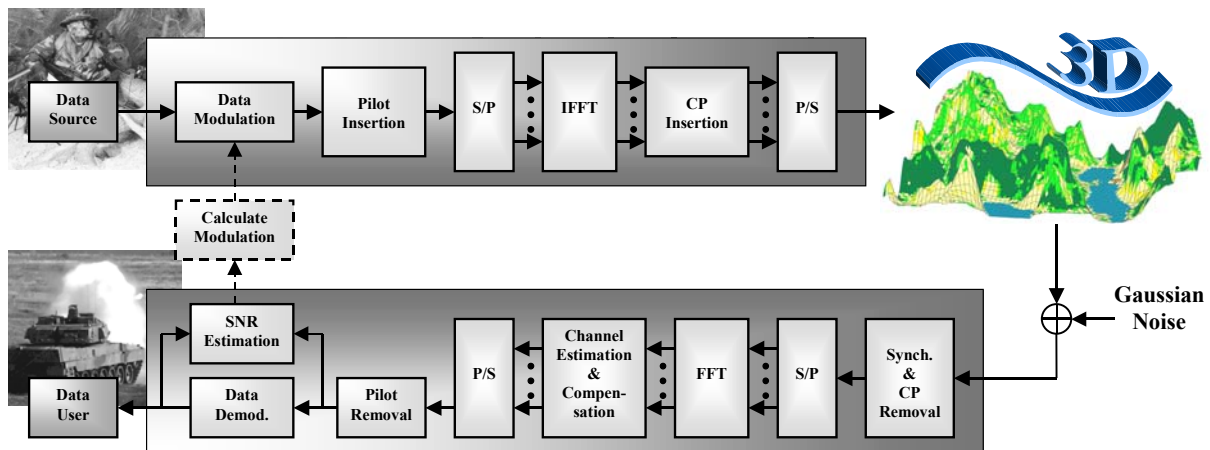 Data
Source
Data
Modulation
Pilot
Insertion
S/P
IFFT
CP
Insertion
P/S
3D
Calculate
Modulation
Gaussian
Noise
SNR
Estimation
Data
User
Data
Demod.
Pilot
Removal
P/S
Channel
Estimation
&
Compen-
sation
FFT
S/P
Synch.
&
CP
Removal